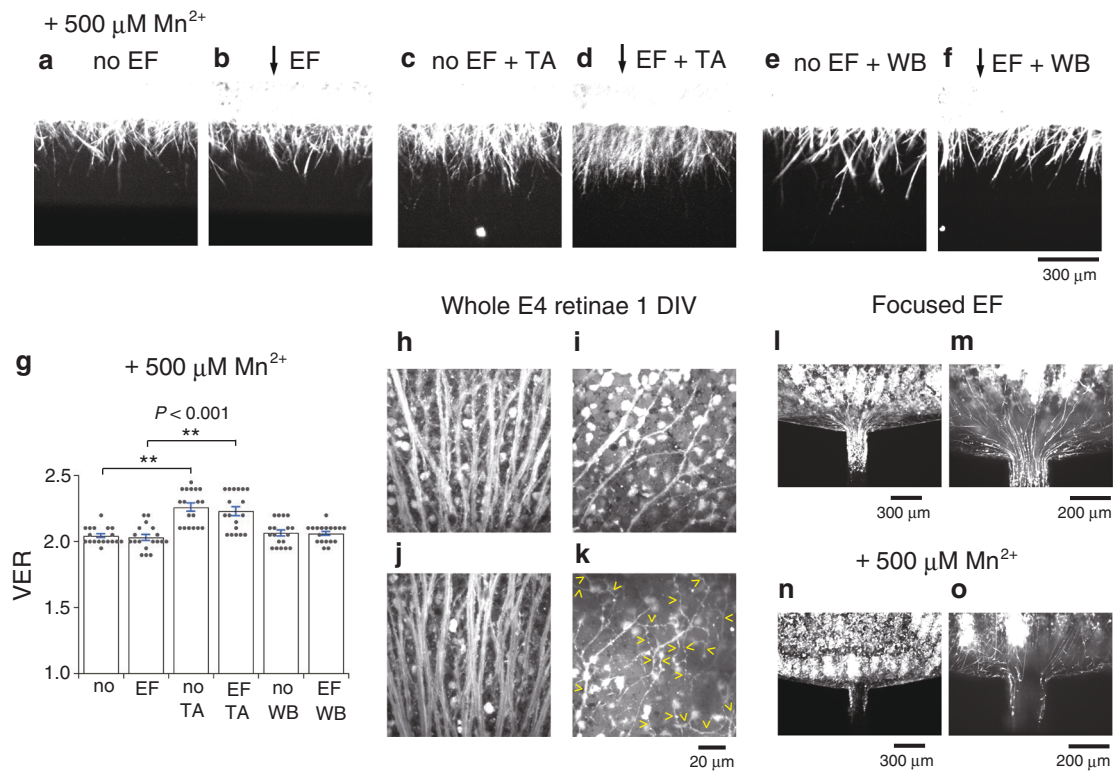 + 500 µM Mn2+
a no EF b ↓ EF c no EF + TA d ↓ EF + TA e no EF + WB f ↓ EF + WB
300 µm
Whole E4 retinae 1 DIV Focused EF
g + 500 µM Mn2+
h i l m
P < 0.001
**
**
2.5
2.0
1.5
1.0
VER
no EF no TA EF TA no WB EF WB
300 µm 200 µm
j k
+ 500 µM Mn2+
n o
20 µm 300 µm 200 µm